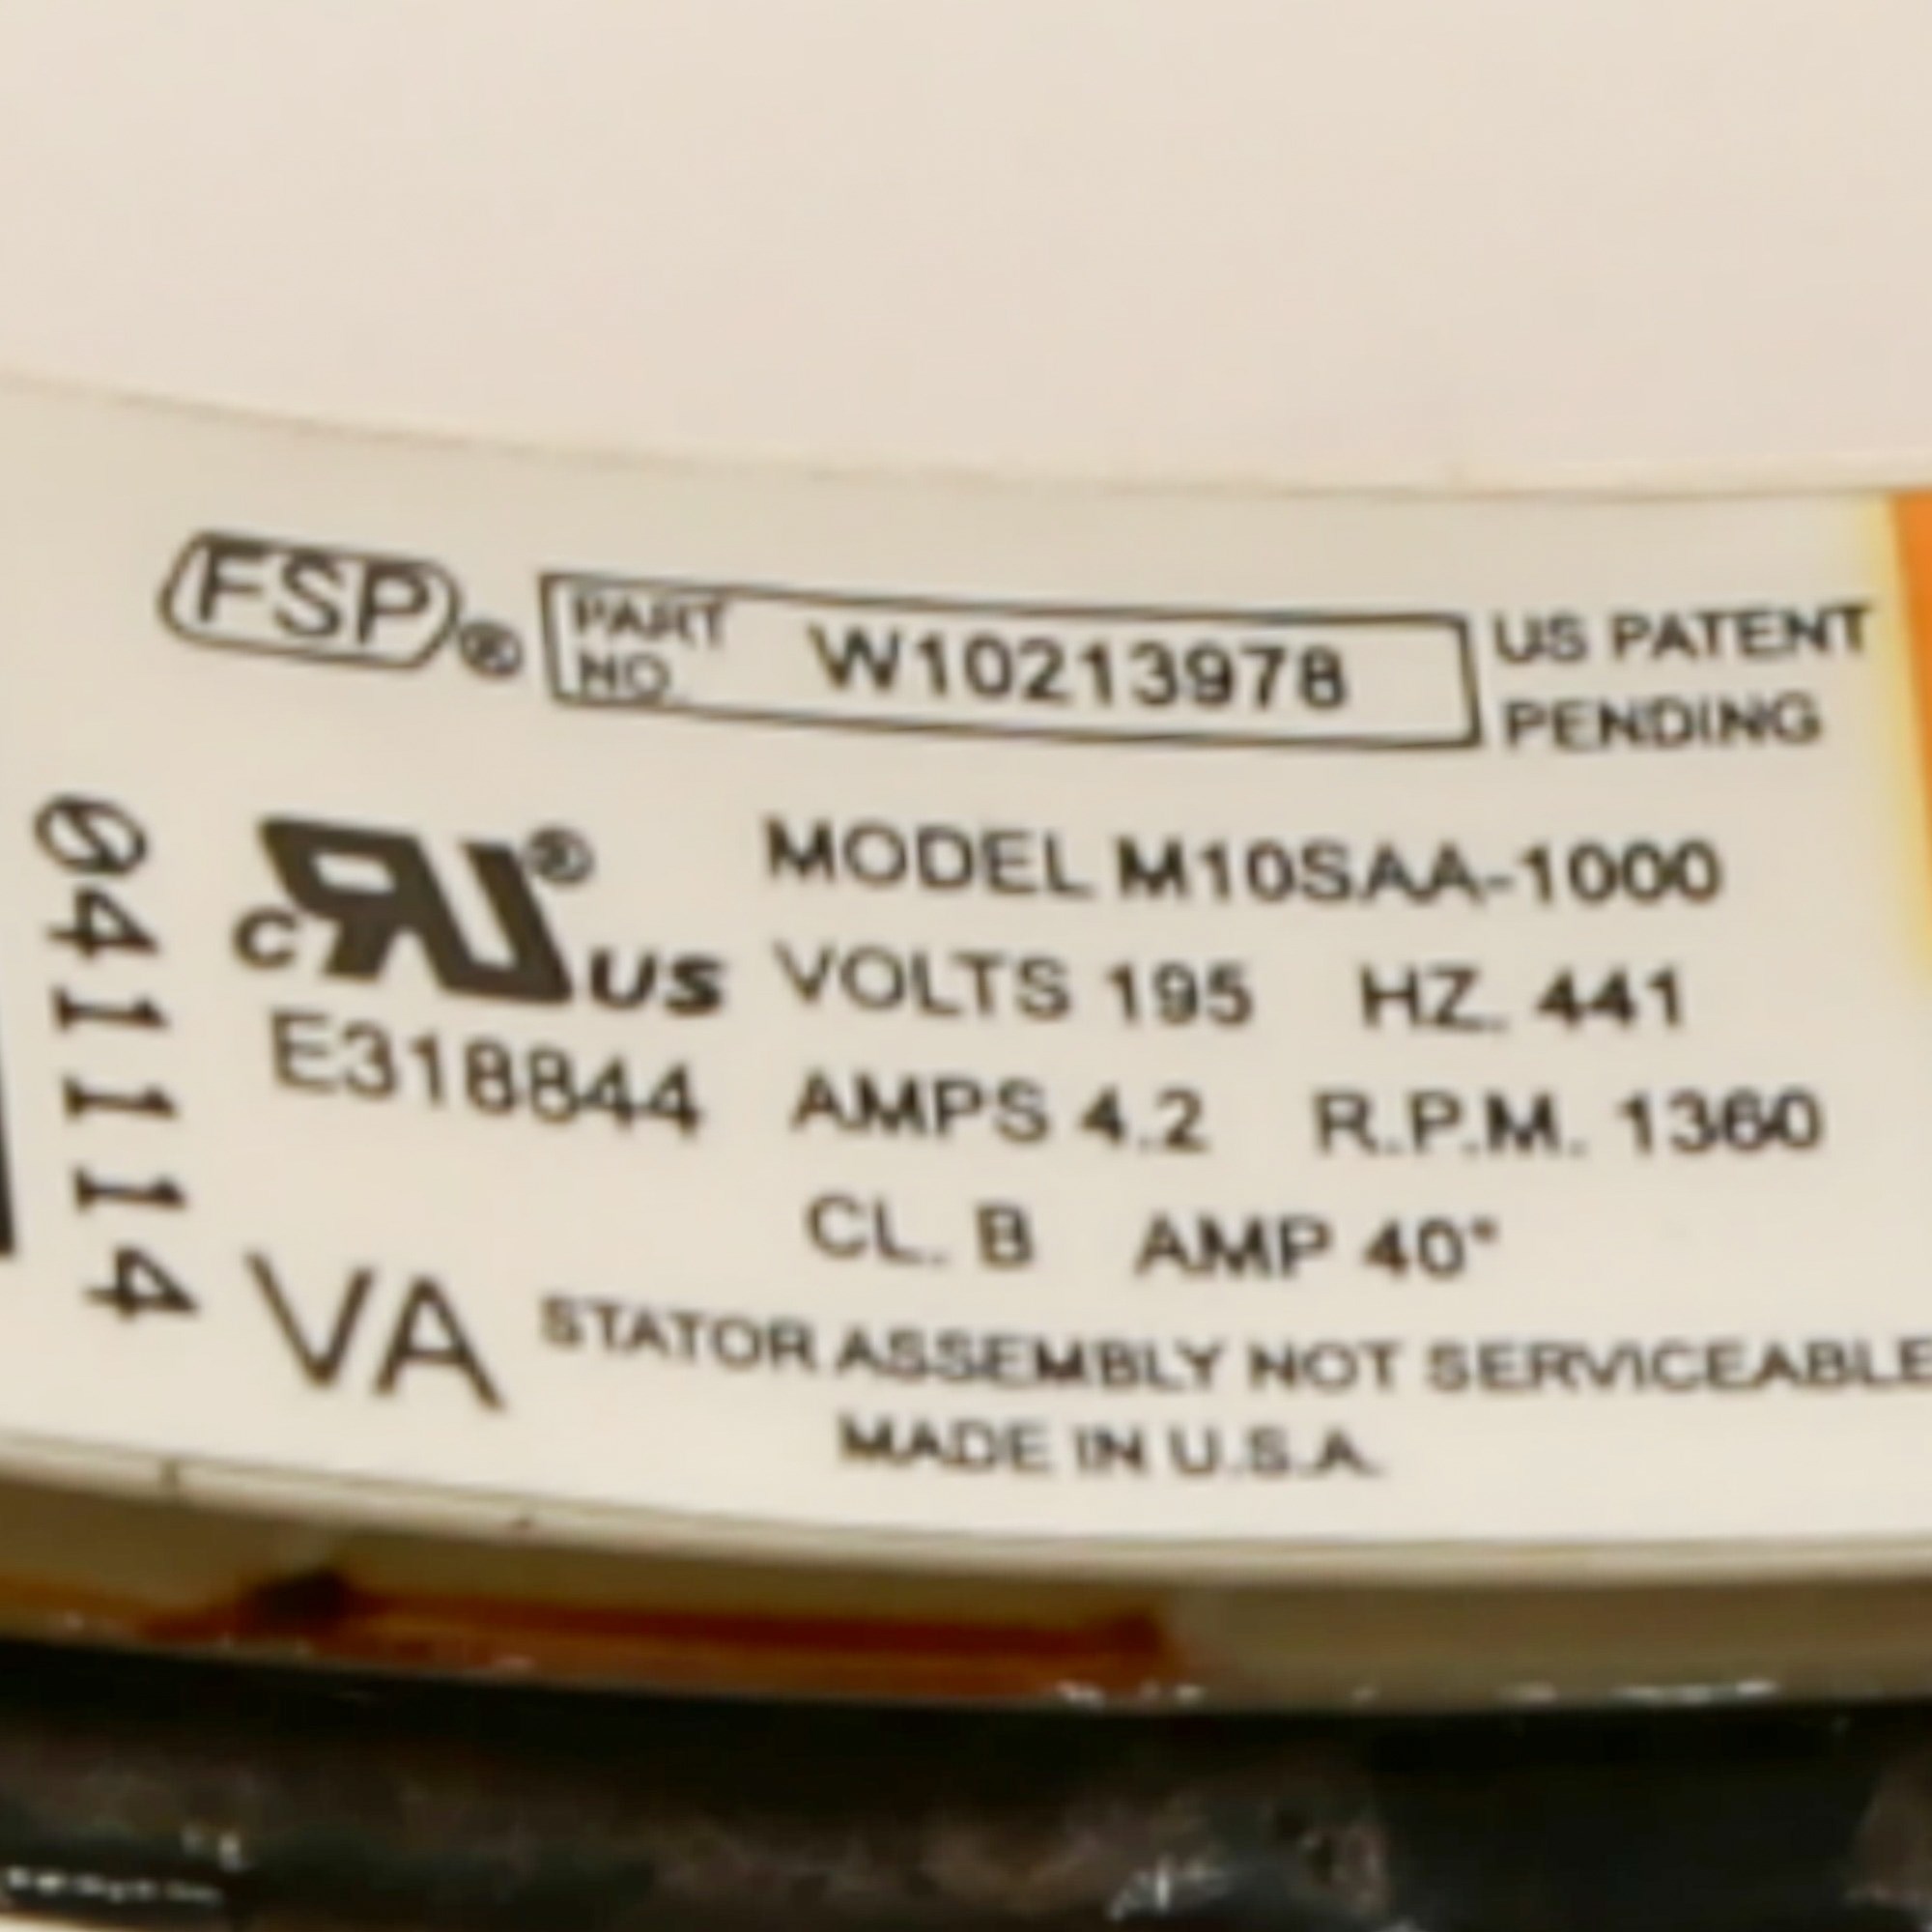 FSP®
PART NO. W10213978
US PATENT
PENDING
041114
c RU® US
E318844
MODEL M10SAA-1000
VOLTS 195 HZ. 441
AMPS 4.2 R.P.M. 1360
CL. B AMP 40°
VA
STATOR ASSEMBLY NOT SERVICEABLE
MADE IN U.S.A.